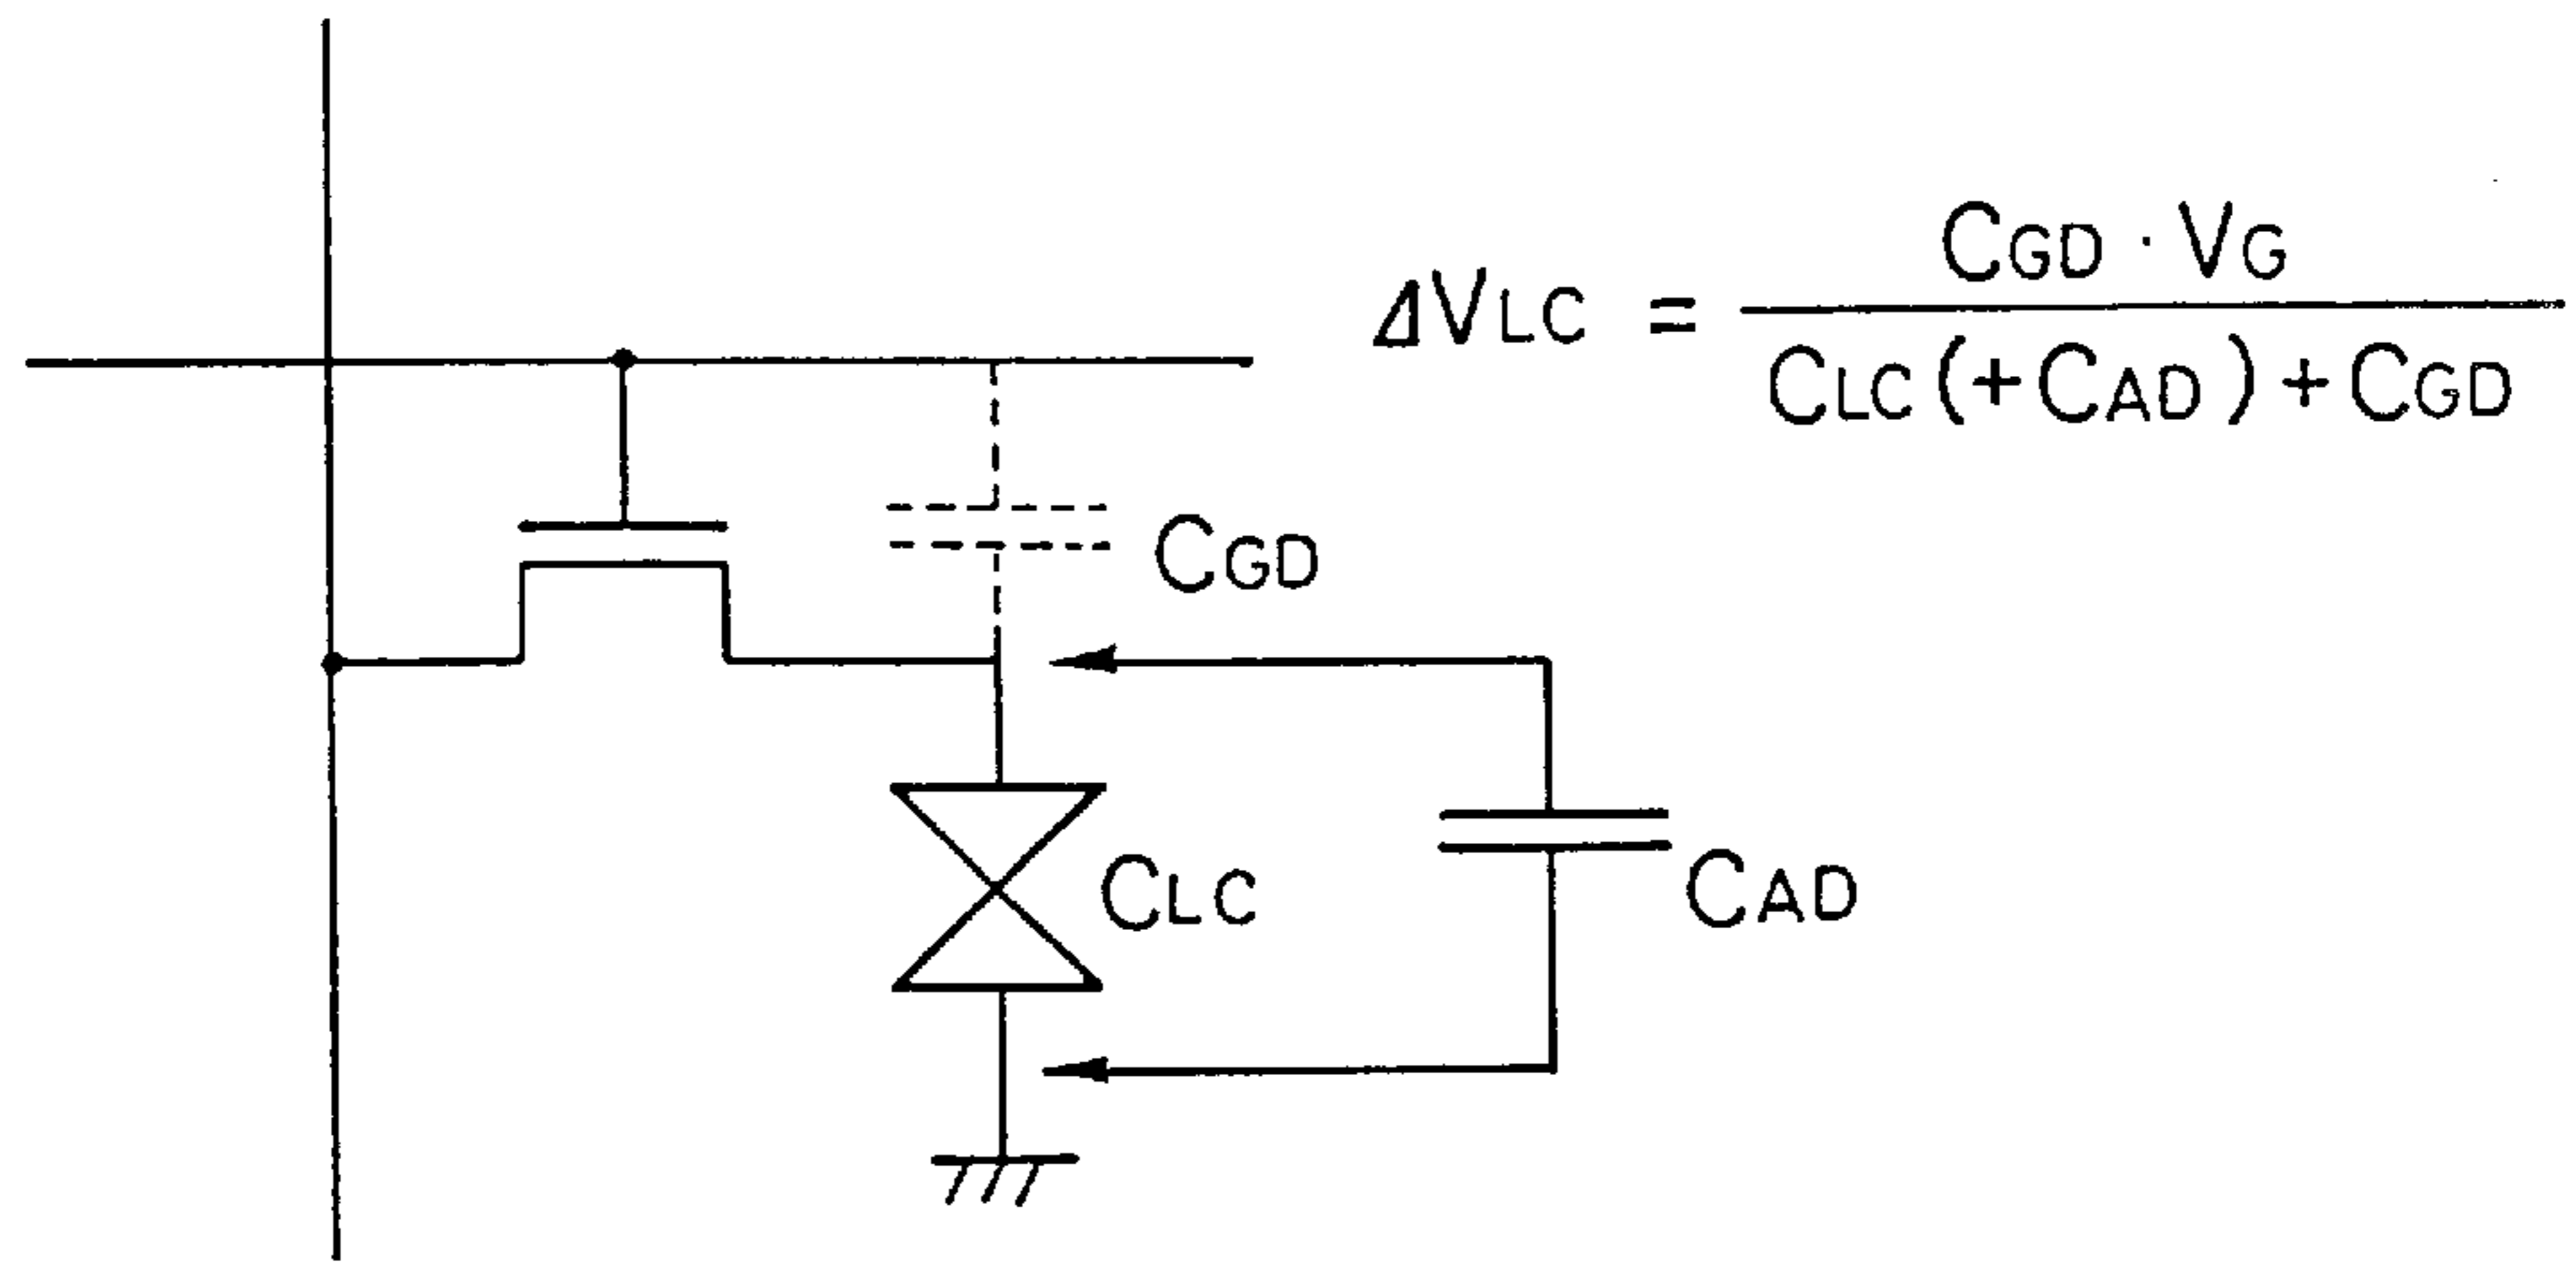 ΔVLC = CGD · VG / CLC (+CAD) + CGD
CGD
CLC
CAD